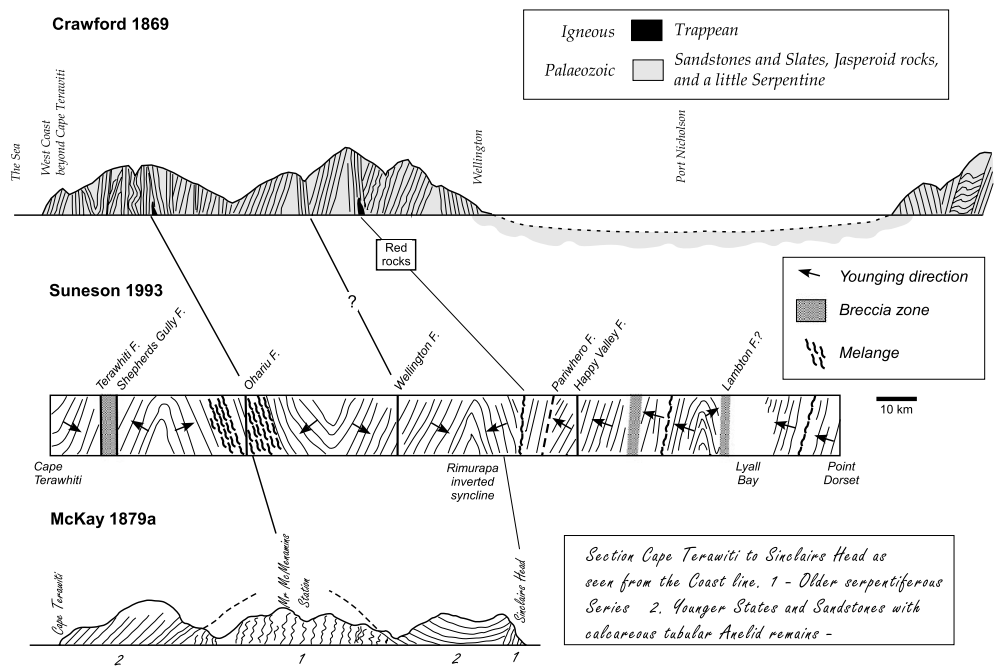 Crawford 1869
Igneous
Trappean
Palaeozoic
Sandstones and Slates, Jasperoid rocks,
and a little Serpentine
The Sea
West Coast
beyond Cape Terawiti
Wellington
Port Nicholson
Red
rocks
Suneson 1993
?
Younging direction
Breccia zone
Melange
Terawhiti F.
Shepherds Gully F.
Ohariu F.
Wellington F.
Pariwhero F.
Happy Valley F.
Lambton F.?
10 km
Cape
Terawhiti
Rimurapa
inverted
syncline
Lyall
Bay
Point
Dorset
McKay 1879a
Cape Terawiti
Mr McMenamins
Station
Sinclairs Head
2
1
2
1
Section Cape Terawiti to Sinclairs Head as
seen from the Coast line. 1 - Older serpentiferous
Series 2. Younger States and Sandstones with
calcareous tubular Anelid remains -